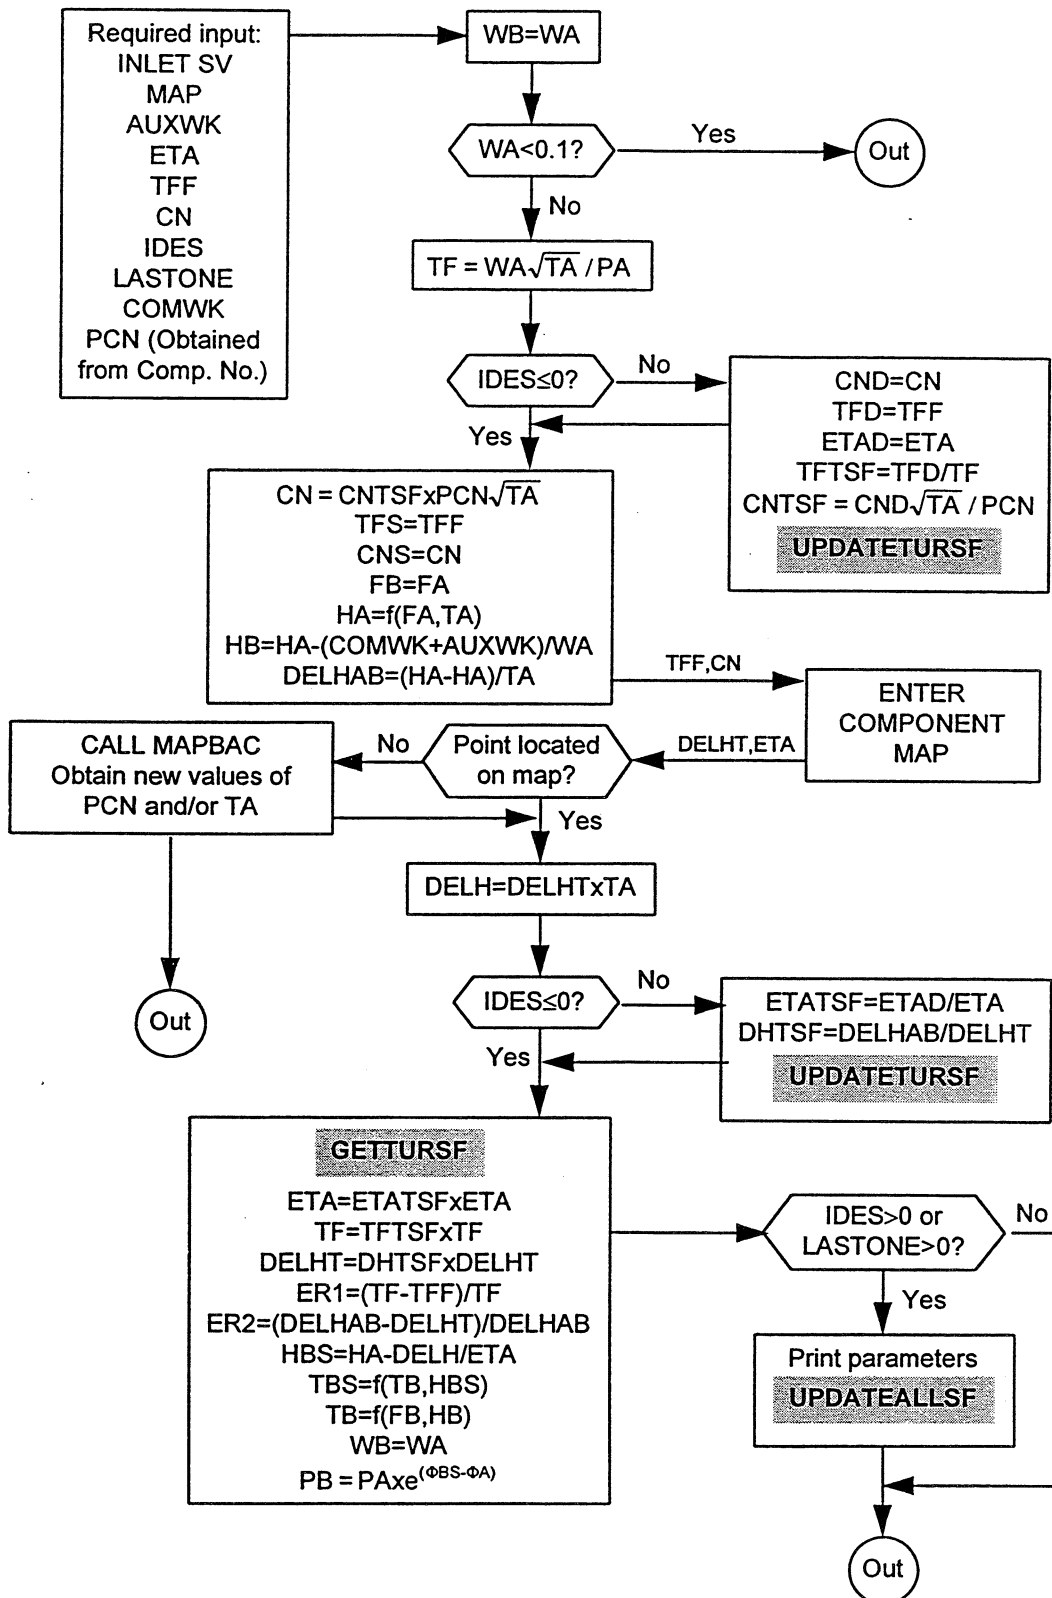 Required input:
INLET SV
MAP
AUXWK
ETA
TFF
CN
IDES
LASTONE
COMWK
PCN (Obtained
from Comp. No.)
WB=WA
WA<0.1?
Yes
Out
No
TF = WA√TA / PA
IDES≤0?
No
Yes
CND=CN
TFD=TFF
ETAD=ETA
TFTSF=TFD/TF
CNTSF = CND√TA / PCN
UPDATETURSF
CN = CNTSFxPCN√TA
TFS=TFF
CNS=CN
FB=FA
HA=f(FA,TA)
HB=HA-(COMWK+AUXWK)/WA
DELHAB=(HA-HA)/TA
TFF,CN
ENTER
COMPONENT
MAP
DELHT,ETA
Point located
on map?
No
CALL MAPBAC
Obtain new values of
PCN and/or TA
Yes
Out
DELH=DELHTxTA
IDES≤0?
No
Yes
ETATSF=ETAD/ETA
DHTSF=DELHAB/DELHT
UPDATETURSF
GETTURSF
ETA=ETATSFxETA
TF=TFTSFxTF
DELHT=DHTSFxDELHT
ER1=(TF-TFF)/TF
ER2=(DELHAB-DELHT)/DELHAB
HBS=HA-DELH/ETA
TBS=f(TB,HBS)
TB=f(FB,HB)
WB=WA
PB = PAxe(ΦBS-ΦA)
IDES>0 or
LASTONE>0?
No
Yes
Print parameters
UPDATEALLSF
Out